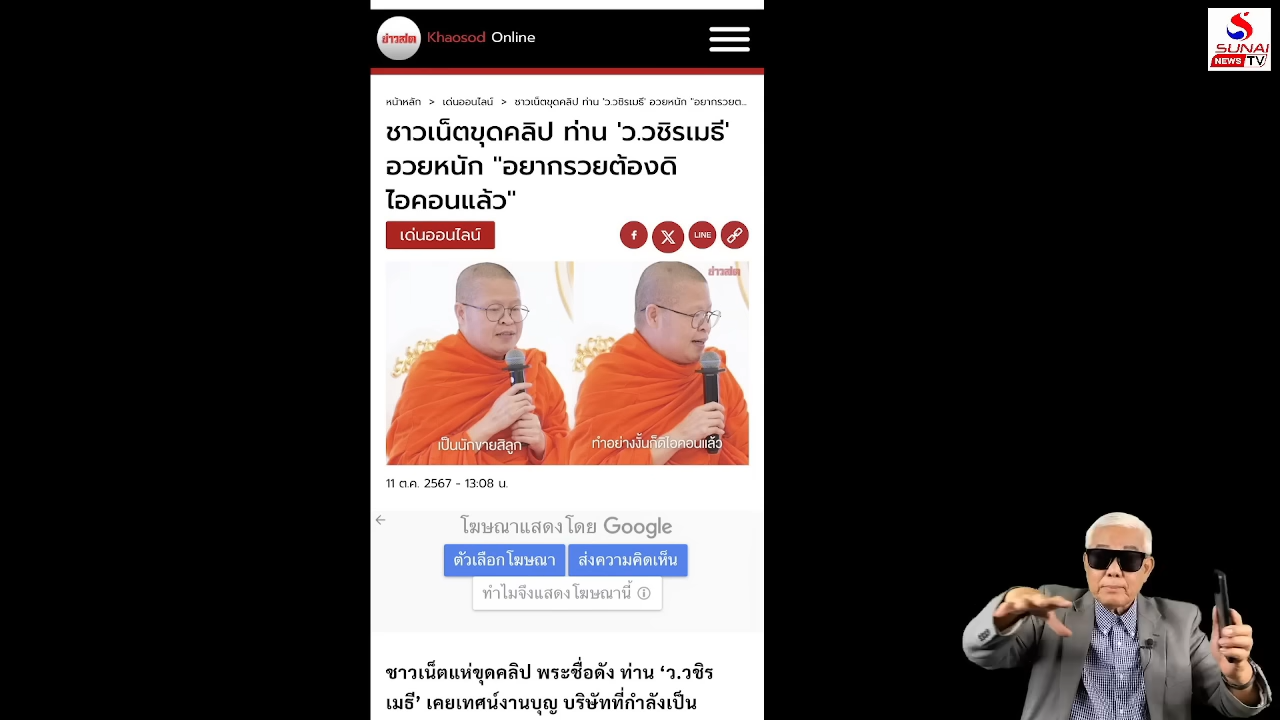 ข่าวสด Khaosod Online
SUNAI
NEWS TV
หน้าหลัก > เด่นออนไลน์ > ชาวเน็ตขุดคลิป ท่าน 'ว.วชิรเมธี' อวยหนัก "อยากรวยต...
ชาวเน็ตขุดคลิป ท่าน 'ว.วชิรเมธี'
อวยหนัก "อยากรวยต้องดิ
ไอคอนแล้ว"
เด่นออนไลน์
LINE
ข่าวสด
เป็นนักขายสิลูก
ทำอย่างงั้นก็ดิไอคอนแล้ว
11 ต.ค. 2567 - 13:08 น.
โฆษณาแสดงโดย Google
ตัวเลือกโฆษณา ส่งความคิดเห็น
ทำไมจึงแสดงโฆษณานี้
ชาวเน็ตแห่ขุดคลิป พระชื่อดัง ท่าน ‘ว.วชิร
เมธี’ เคยเทศน์งานบุญ บริษัทที่กำลังเป็น